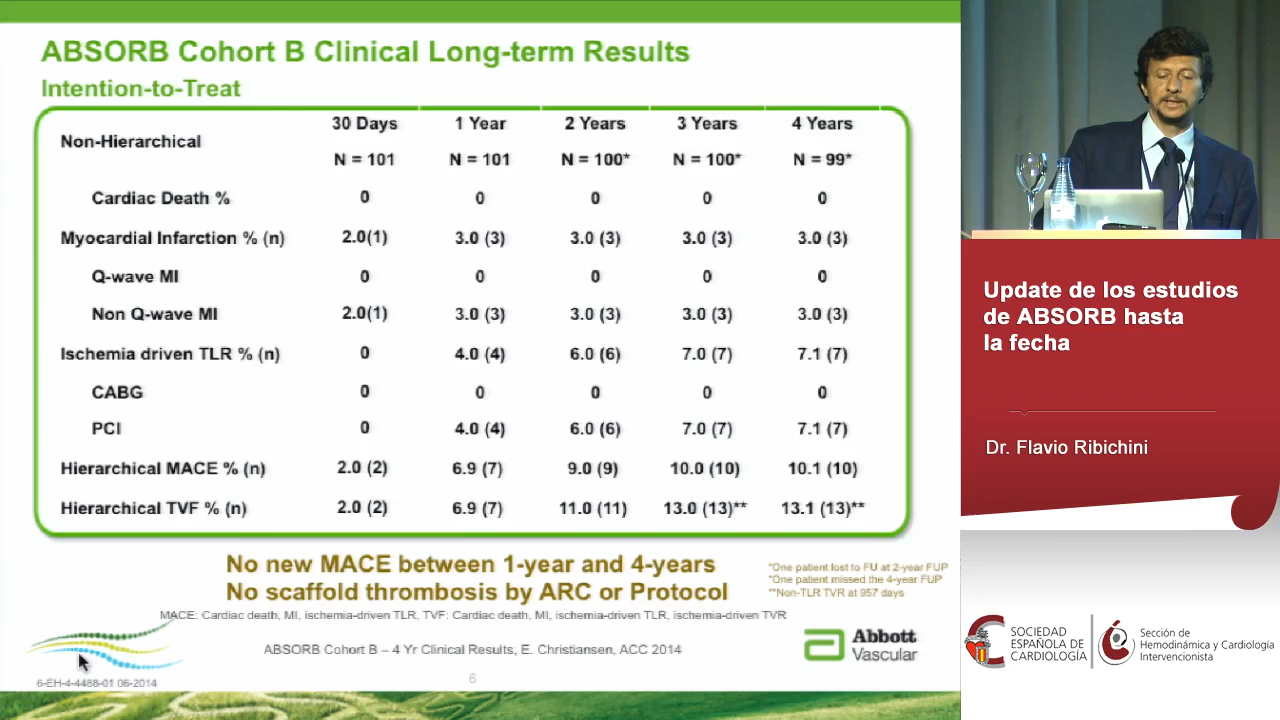 ABSORB Cohort B Clinical Long-term Results
Intention-to-Treat
Non-Hierarchical 30 Days 1 Year 2 Years 3 Years 4 Years
N = 101 N = 101 N = 100* N = 100* N = 99*
Cardiac Death % 0 0 0 0 0
Myocardial Infarction % (n) 2.0(1) 3.0 (3) 3.0 (3) 3.0 (3) 3.0 (3)
Q-wave MI 0 0 0 0 0
Non Q-wave MI 2.0(1) 3.0 (3) 3.0 (3) 3.0 (3) 3.0 (3)
Ischemia driven TLR % (n) 0 4.0 (4) 6.0 (6) 7.0 (7) 7.1 (7)
CABG 0 0 0 0 0
PCI 0 4.0 (4) 6.0 (6) 7.0 (7) 7.1 (7)
Hierarchical MACE % (n) 2.0 (2) 6.9 (7) 9.0 (9) 10.0 (10) 10.1 (10)
Hierarchical TVF % (n) 2.0 (2) 6.9 (7) 11.0 (11) 13.0 (13)** 13.1 (13)**
No new MACE between 1-year and 4-years
No scaffold thrombosis by ARC or Protocol
*One patient lost to FU at 2-year FUP
*One patient missed the 4-year FUP
**Non-TLR TVR at 957 days
MACE: Cardiac death, MI, ischemia-driven TLR, TVF: Cardiac death, MI, ischemia-driven TLR, ischemia-driven TVR
ABSORB Cohort B – 4 Yr Clinical Results, E. Christiansen, ACC 2014
Abbott
Vascular
6-EH-4-4488-01 06-2014
6
Update de los estudios
de ABSORB hasta
la fecha
Dr. Flavio Ribichini
SOCIEDAD
ESPAÑOLA DE
CARDIOLOGÍA
Sección de
Hemodinámica y Cardiología
Intervencionista